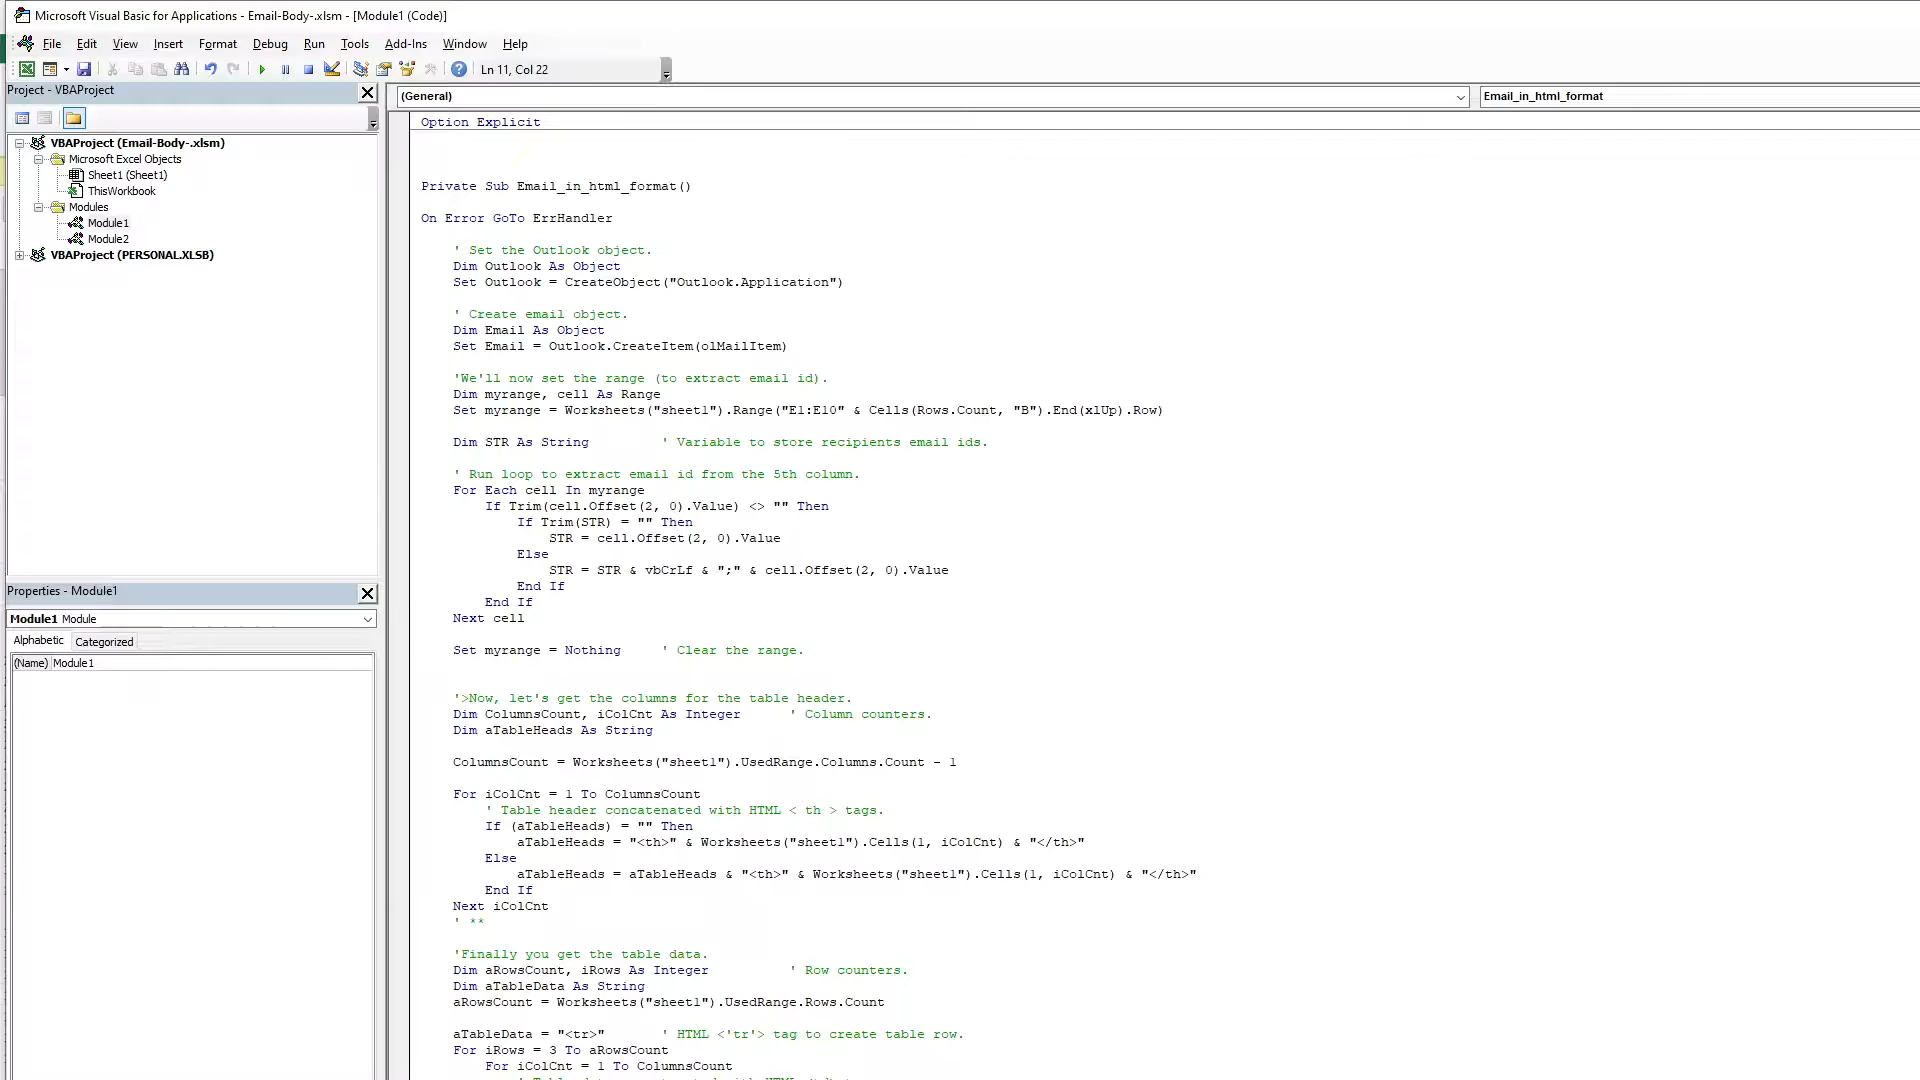 Microsoft Visual Basic for Applications - Email-Body-.xlsm - [Module1 (Code)]
File Edit View Insert Format Debug Run Tools Add-Ins Window Help
Ln 11, Col 22
Project - VBAProject
VBAProject (Email-Body-.xlsm)
Microsoft Excel Objects
Sheet1 (Sheet1)
ThisWorkbook
Modules
Module1
Module2
VBAProject (PERSONAL.XLSB)
Properties - Module1
Module1 Module
Alphabetic Categorized
(Name) Module1
(General) Email_in_html_format
Option Explicit
Private Sub Email_in_html_format()
On Error GoTo ErrHandler
' Set the Outlook object.
Dim Outlook As Object
Set Outlook = CreateObject("Outlook.Application")
' Create email object.
Dim Email As Object
Set Email = Outlook.CreateItem(olMailItem)
'We'll now set the range (to extract email id).
Dim myrange, cell As Range
Set myrange = Worksheets("sheet1").Range("E1:E10" & Cells(Rows.Count, "B").End(xlUp).Row)
Dim STR As String ' Variable to store recipients email ids.
' Run loop to extract email id from the 5th column.
For Each cell In myrange
If Trim(cell.Offset(2, 0).Value) <> "" Then
If Trim(STR) = "" Then
STR = cell.Offset(2, 0).Value
Else
STR = STR & vbCrLf & ";" & cell.Offset(2, 0).Value
End If
End If
Next cell
Set myrange = Nothing ' Clear the range.
'>Now, let's get the columns for the table header.
Dim ColumnsCount, iColCnt As Integer ' Column counters.
Dim aTableHeads As String
ColumnsCount = Worksheets("sheet1").UsedRange.Columns.Count - 1
For iColCnt = 1 To ColumnsCount
' Table header concatenated with HTML < th > tags.
If (aTableHeads) = "" Then
aTableHeads = "<th>" & Worksheets("sheet1").Cells(1, iColCnt) & "</th>"
Else
aTableHeads = aTableHeads & "<th>" & Worksheets("sheet1").Cells(1, iColCnt) & "</th>"
End If
Next iColCnt
' **
'Finally you get the table data.
Dim aRowsCount, iRows As Integer ' Row counters.
Dim aTableData As String
aRowsCount = Worksheets("sheet1").UsedRange.Rows.Count
aTableData = "<tr>" ' HTML <'tr'> tag to create table row.
For iRows = 3 To aRowsCount
For iColCnt = 1 To ColumnsCount